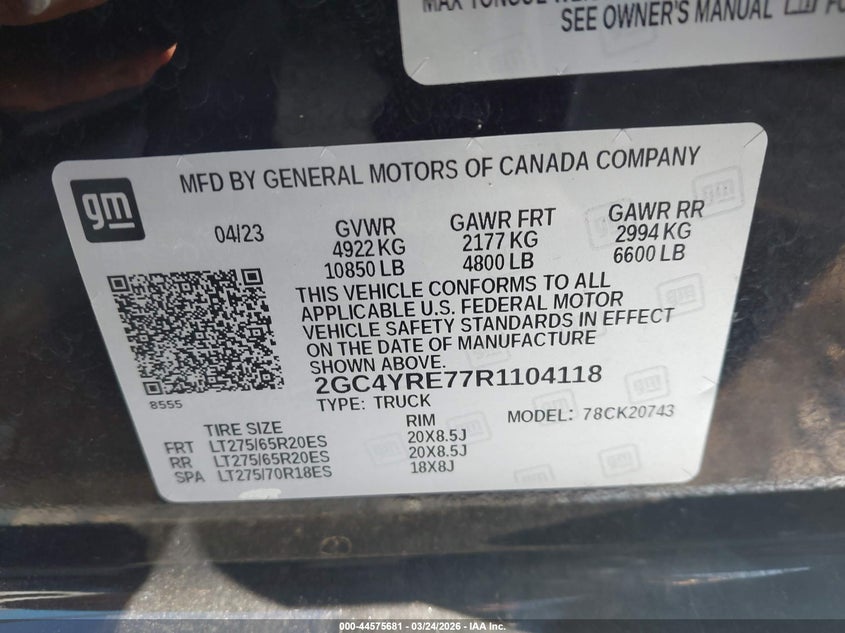 MAX TONGUE WEI
SEE OWNER'S MANUAL
gm
MFD BY GENERAL MOTORS OF CANADA COMPANY
04/23 GVWR GAWR FRT GAWR RR
4922 KG 2177 KG 2994 KG
10850 LB 4800 LB 6600 LB
THIS VEHICLE CONFORMS TO ALL
APPLICABLE U.S. FEDERAL MOTOR
VEHICLE SAFETY STANDARDS IN EFFECT
ON THE DATE OF MANUFACTURE
SHOWN ABOVE.
2GC4YRE77R1104118
8555
TYPE: TRUCK
MODEL: 78CK20743
TIRE SIZE RIM
FRT LT275/65R20ES 20X8.5J
RR LT275/65R20ES 20X8.5J
SPA LT275/70R18ES 18X8J
000-44575681 - 03/24/2026 - IAA Inc.